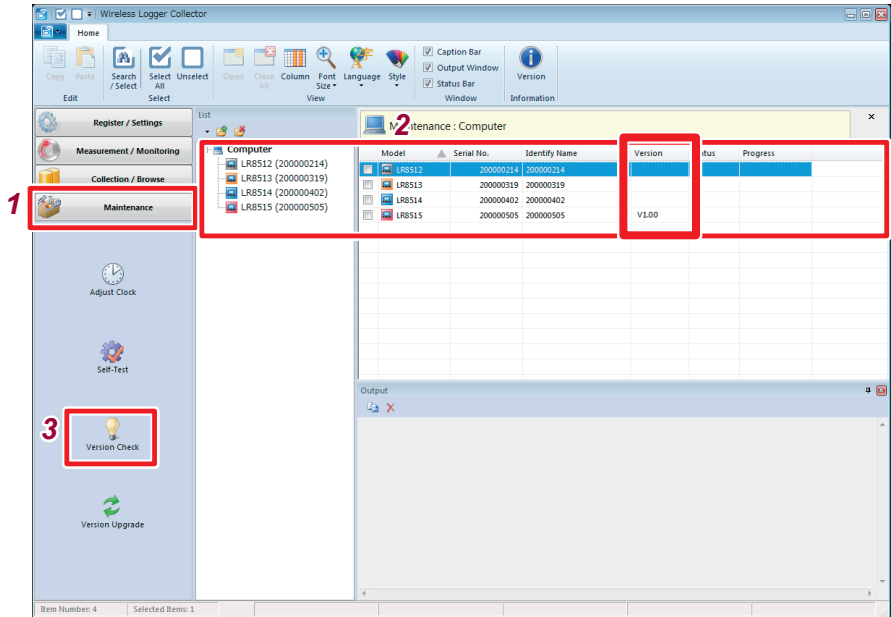 Wireless Logger Collector
Home
Copy
Paste
Search / Select
Select All
Unselect
Open
Close All
Column
Font Size
Language
Style
Caption Bar
Output Window
Status Bar
Version
Edit
Select
View
Window
Information
Register / Settings
Measurement / Monitoring
Collection / Browse
1
Maintenance
Adjust Clock
Self-Test
3
Version Check
Version Upgrade
List
Computer
LR8512 (200000214)
LR8513 (200000319)
LR8514 (200000402)
LR8515 (200000505)
2
Maintenance : Computer
Model Serial No. Identify Name Version tus Progress
LR8512 200000214 200000214
LR8513 200000319 200000319
LR8514 200000402 200000402
LR8515 200000505 200000505 V1.00
Output
Item Number: 4 Selected Items: 1